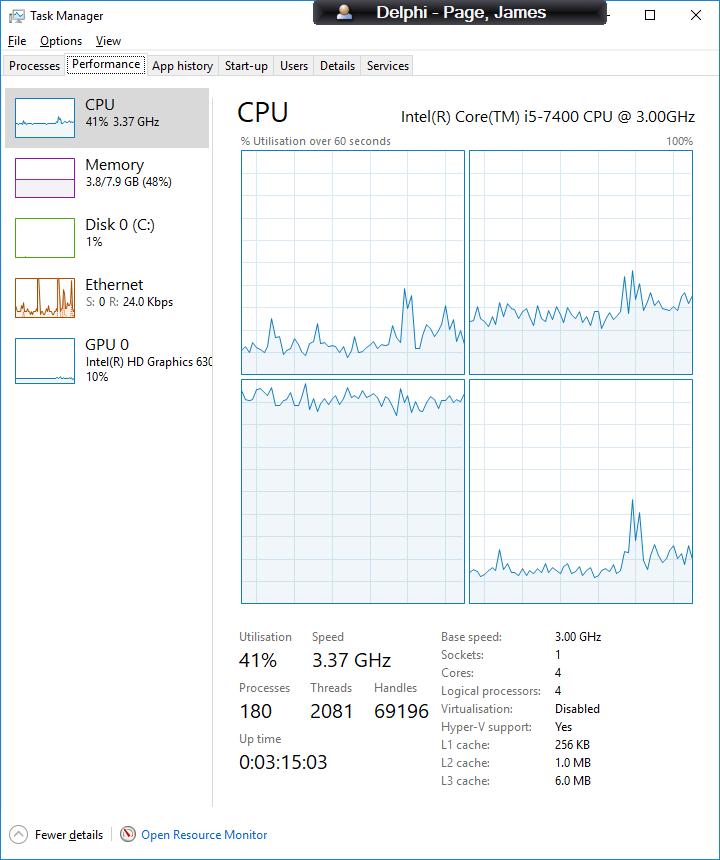 Task Manager
Delphi - Page, James
File Options View
Processes Performance App history Start-up Users Details Services
CPU
41% 3.37 GHz
Memory
3.8/7.9 GB (48%)
Disk 0 (C:)
1%
Ethernet
S: 0 R: 24.0 Kbps
GPU 0
Intel(R) HD Graphics 630
10%
CPU
Intel(R) Core(TM) i5-7400 CPU @ 3.00GHz
% Utilisation over 60 seconds 100%
Utilisation Speed
41% 3.37 GHz
Processes Threads Handles
180 2081 69196
Up time
0:03:15:03
Base speed: 3.00 GHz
Sockets: 1
Cores: 4
Logical processors: 4
Virtualisation: Disabled
Hyper-V support: Yes
L1 cache: 256 KB
L2 cache: 1.0 MB
L3 cache: 6.0 MB
Fewer details
Open Resource Monitor